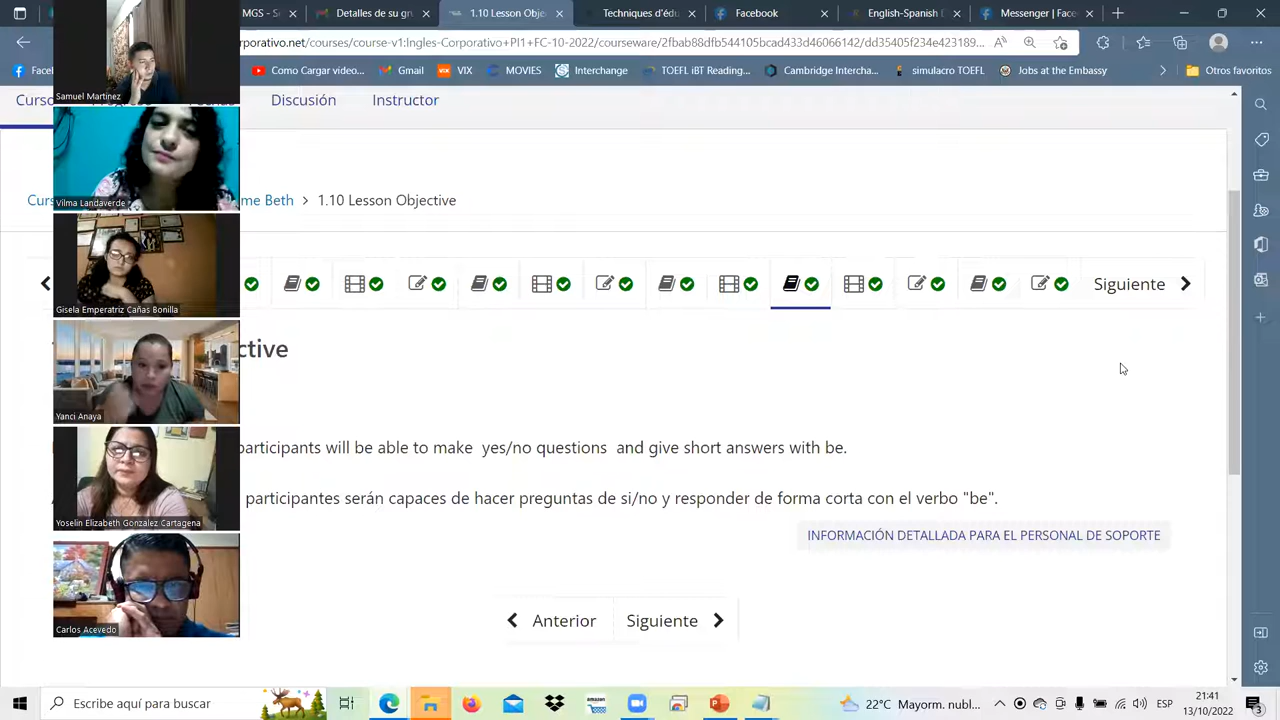 MGS -
Detalles de su gr
1.10 Lesson Obje
Techniques d'édu
Facebook
English-Spanish
Messenger | Face
orporativo.net/courses/course-v1:Ingles-Corporativo+PI1+FC-10-2022/courseware/2fbab88dfb544105bcad433d46066142/dd35405f234e423189...
Faceb
Como Cargar vídeo...
Gmail
VIX
MOVIES
Interchange
TOEFL iBT Reading...
Cambridge Intercha...
simulacro TOEFL
Jobs at the Embassy
Otros favoritos
Samuel Martinez
Curso
Discusión
Instructor
Vilma Landaverde
Curs
me Beth > 1.10 Lesson Objective
Siguiente
Gisela Emperatriz Cañas Bonilla
ctive
Yanci Anaya
participants will be able to make yes/no questions and give short answers with be.
participantes serán capaces de hacer preguntas de si/no y responder de forma corta con el verbo "be".
Yoselin Elizabeth González Cartagena
INFORMACIÓN DETALLADA PARA EL PERSONAL DE SOPORTE
Anterior
Siguiente
Carlos Acevedo
Escribe aquí para buscar
amazon
22°C Mayorm. nubl...
ESP
21:41
13/10/2022
3